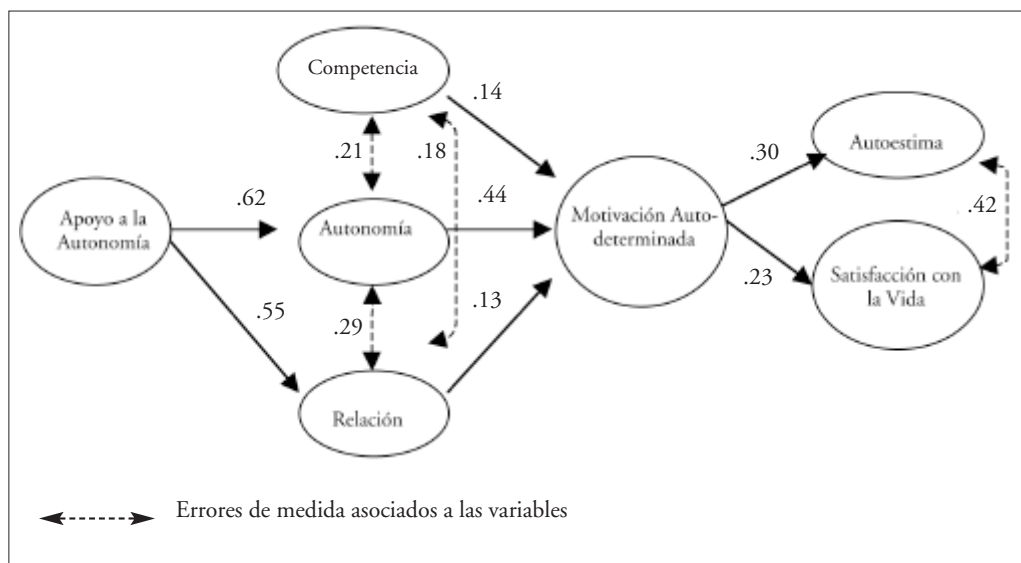 Competencia
.14
.21
.18
.30
Autoestima
.62
.44
Apoyo a la
Autonomía
Autonomía
Motivación Auto-
determinada
.42
.55
.29
.13
.23
Satisfacción con
la Vida
Relación
Errores de medida asociados a las variables